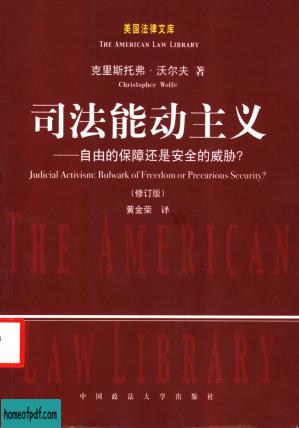 美国法律文库
THE AMERICAN LAW LIBRARY
克里斯托弗·沃尔夫 著
Christopher Wolfe
司法能动主义
——自由的保障还是安全的威胁?
Judicial Activism: Bulwark of Freedom or Precarious Security?
(修订版)
黄金荣 译
THE AMERICAN
LAW LIBRARY
中国政法大学出版社
homeofpdf.com